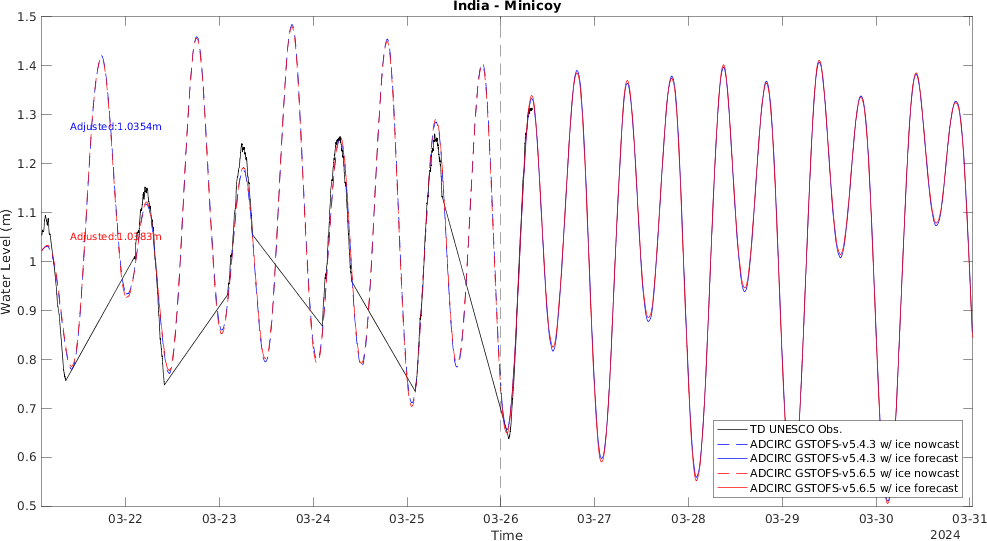 India - Minicoy
1.5
1.4
1.3
1.2
1.1
1
0.9
0.8
0.7
0.6
0.5
Water Level (m)
Adjusted:1.0354m
Adjusted:1.0383m
TD UNESCO Obs.
ADCIRC GSTOFS-v5.4.3 w/ ice nowcast
ADCIRC GSTOFS-v5.4.3 w/ ice forecast
ADCIRC GSTOFS-v5.6.5 w/ ice nowcast
ADCIRC GSTOFS-v5.6.5 w/ ice forecast
03-22 03-23 03-24 03-25 03-26 03-27 03-28 03-29 03-30 03-31
Time
2024